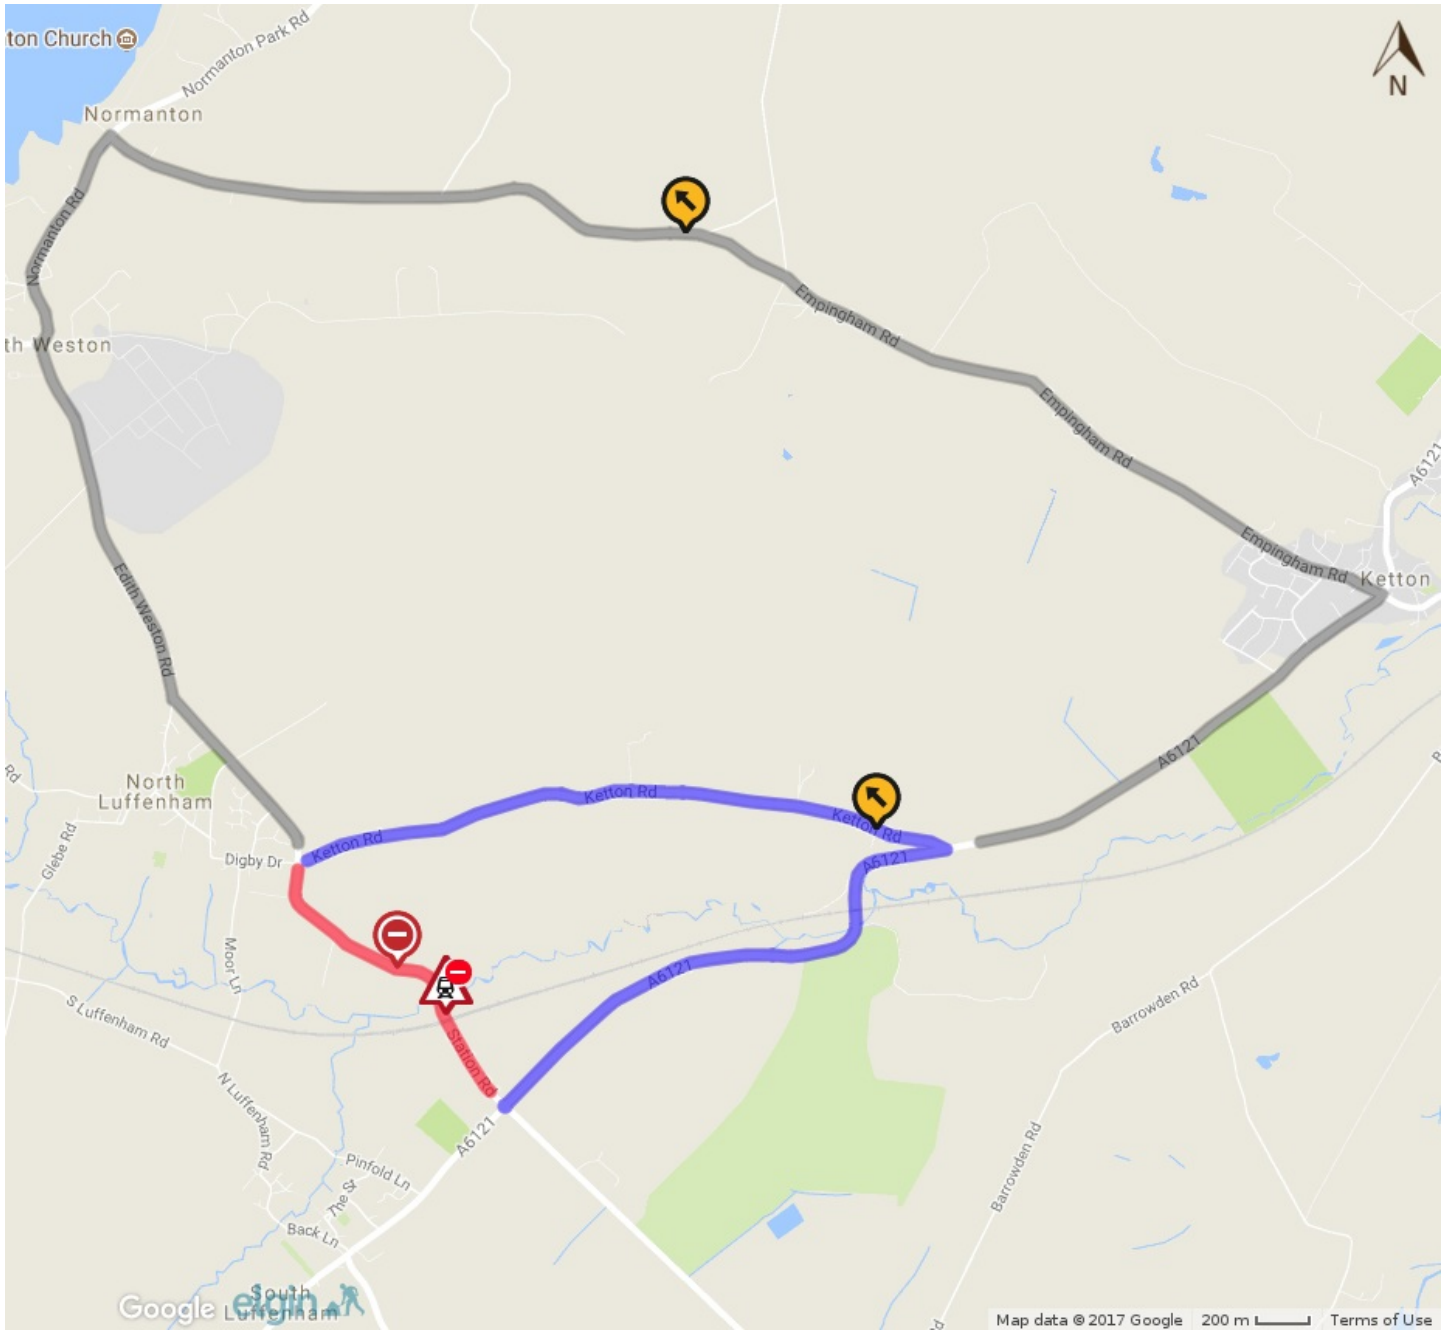 ton Church
Normanton Park Rd
N
Normanton
Normanton Rd
Empingham Rd
th Weston
Empingham Rd
A6121
Empingham Rd
Ketton
Edith Weston Rd
A6121
Rd
North
Luffenham
Ketton Rd
Ketton Rd
Ketton Rd
Glebe Rd
Digby Dr
A6121
Moor Ln
A6121
S Luffenham Rd
Station Rd
Barrowden Rd
N Luffenham Rd
A6121
Pinfold Ln
The St
Barrowden Rd
Back Ln
South
Luffenham
Google
elgin
Rd
Map data © 2017 Google
200 m
Terms of Use